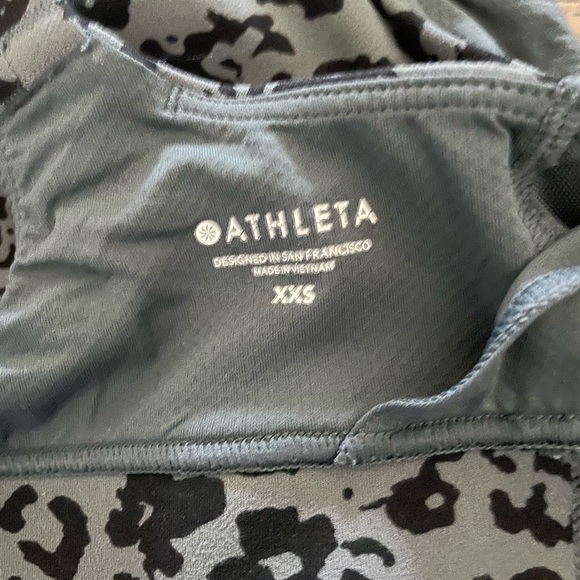 ATHLETA
DESIGNED IN SAN FRANCISCO
MADE IN VIETNAM
XXS